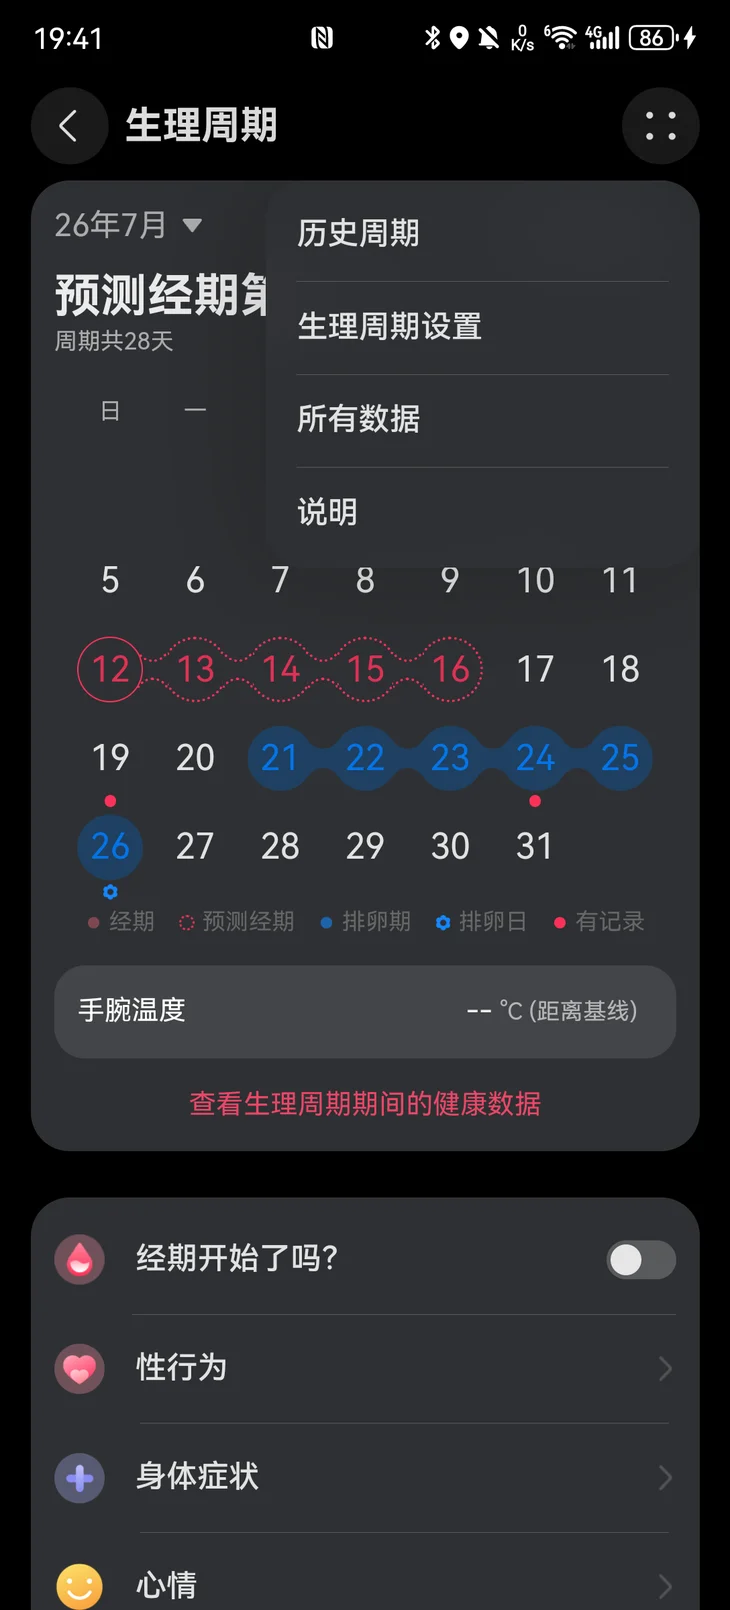 19:41
0 K/s 6 4G 86
生理周期
26年7月
历史周期
预测经期第
周期共28天
生理周期设置
日 一
所有数据
说明
5 6 7 8 9 10 11
12 13 14 15 16 17 18
19 20 21 22 23 24 25
26 27 28 29 30 31
经期 预测经期 排卵期 排卵日 有记录
手腕温度 -- °C (距离基线)
查看生理周期期间的健康数据
经期开始了吗?
性行为
身体症状
心情